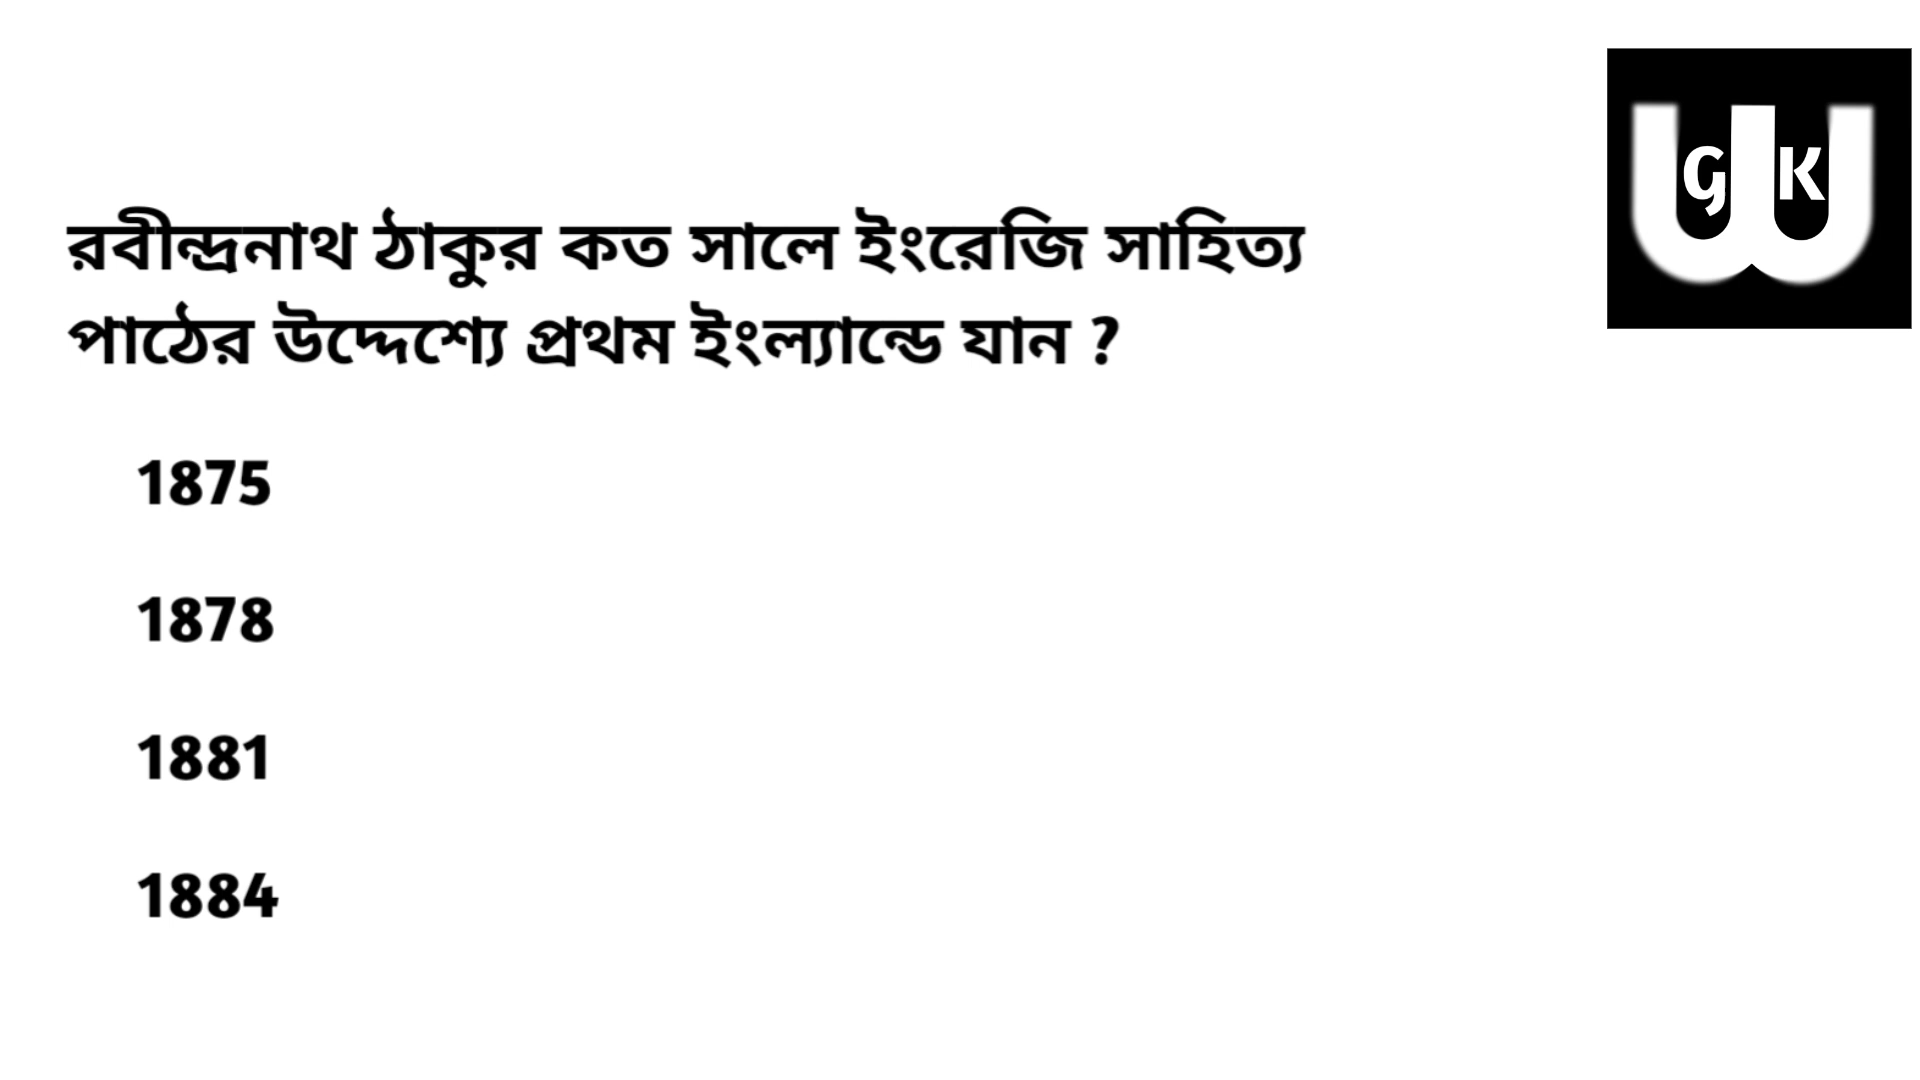 রবীন্দ্রনাথ ঠাকুর কত সালে ইংরেজি সাহিত্য
পাঠের উদ্দেশ্যে প্রথম ইংল্যান্ডে যান ?
1875
1878
1881
1884
W
G K